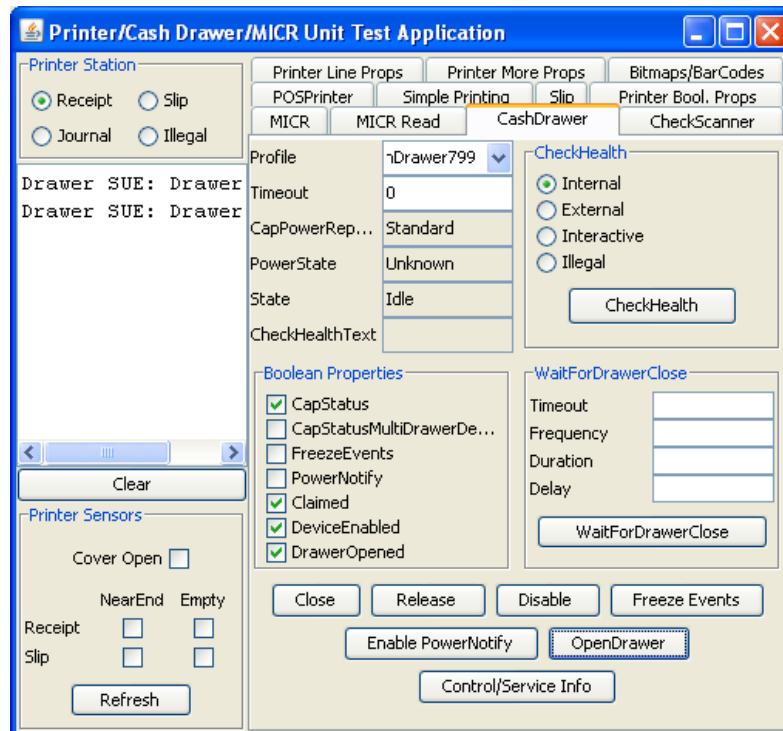 Printer/Cash Drawer/MICR Unit Test Application
Printer Station
Receipt Slip
Journal Illegal
Drawer SUE: Drawer
Drawer SUE: Drawer
Clear
Printer Sensors
Cover Open
NearEnd Empty
Receipt
Slip
Refresh
Printer Line Props Printer More Props Bitmaps/BarCodes
POSPrinter Simple Printing Slip Printer Bool. Props
MICR MICR Read CashDrawer CheckScanner
Profile nDrawer799
Timeout 0
CapPowerRep... Standard
PowerState Unknown
State Idle
CheckHealthText
CheckHealth
Internal
External
Interactive
Illegal
CheckHealth
Boolean Properties
CapStatus
CapStatusMultiDrawerDe...
FreezeEvents
PowerNotify
Claimed
DeviceEnabled
DrawerOpened
WaitForDrawerClose
Timeout
Frequency
Duration
Delay
WaitForDrawerClose
Close Release Disable Freeze Events
Enable PowerNotify OpenDrawer
Control/Service Info